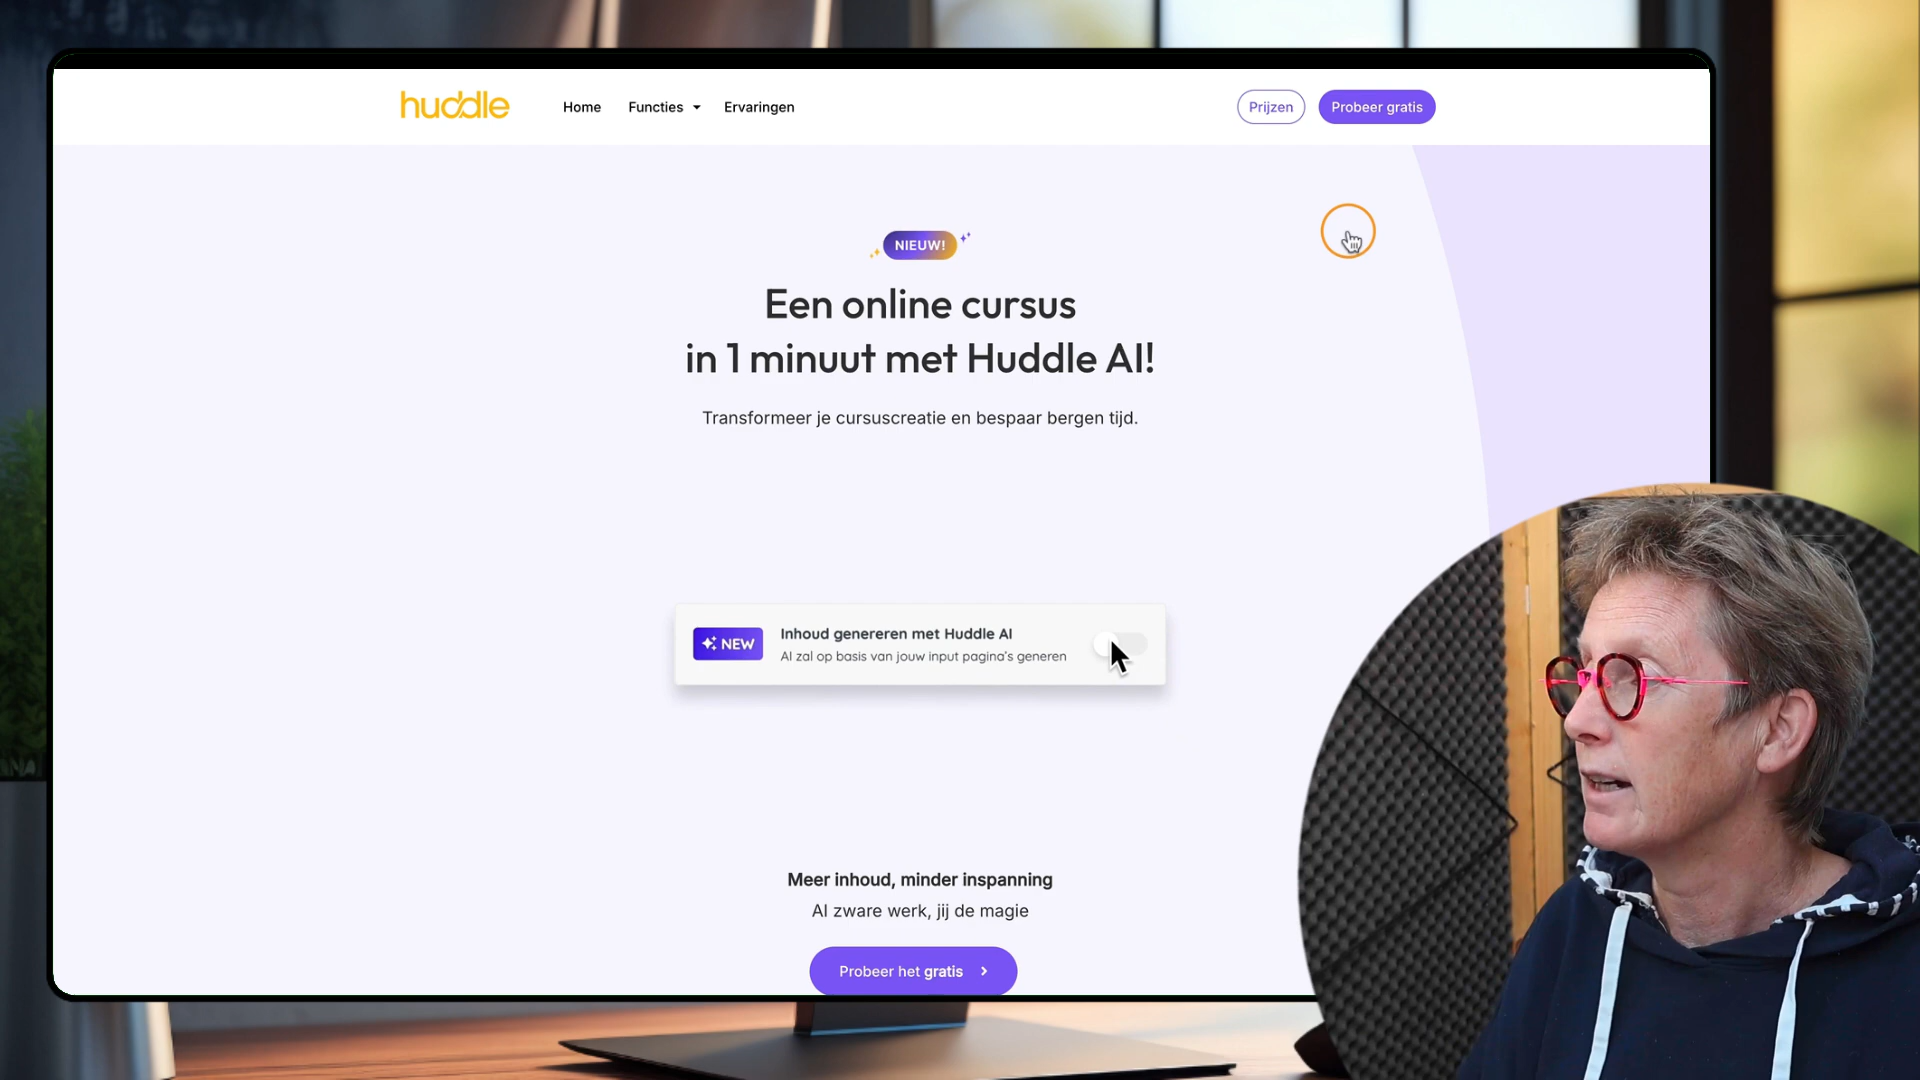 huddle
Home
Functies
Ervaringen
Prijzen
Probeer gratis
NIEUW!
Een online cursus
in 1 minuut met Huddle AI!
Transformeer je cursuscreatie en bespaar bergen tijd.
NEW
Inhoud genereren met Huddle AI
AI zal op basis van jouw input pagina's generen
Meer inhoud, minder inspanning
AI zware werk, jij de magie
Probeer het gratis